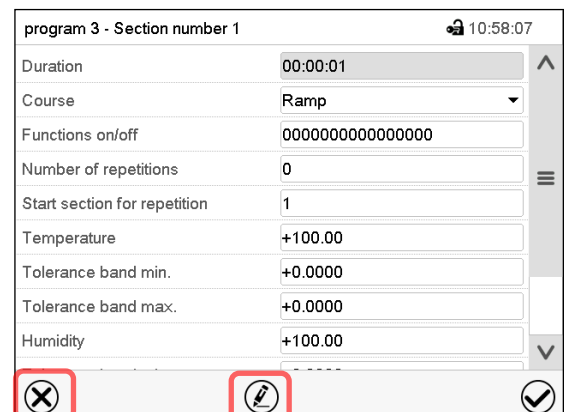 program 3 - Section number 1 10:58:07
Duration 00:00:01
Course Ramp
Functions on/off 0000000000000000
Number of repetitions 0
Start section for repetition 1
Temperature +100.00
Tolerance band min. +0.0000
Tolerance band max. +0.0000
Humidity +100.00